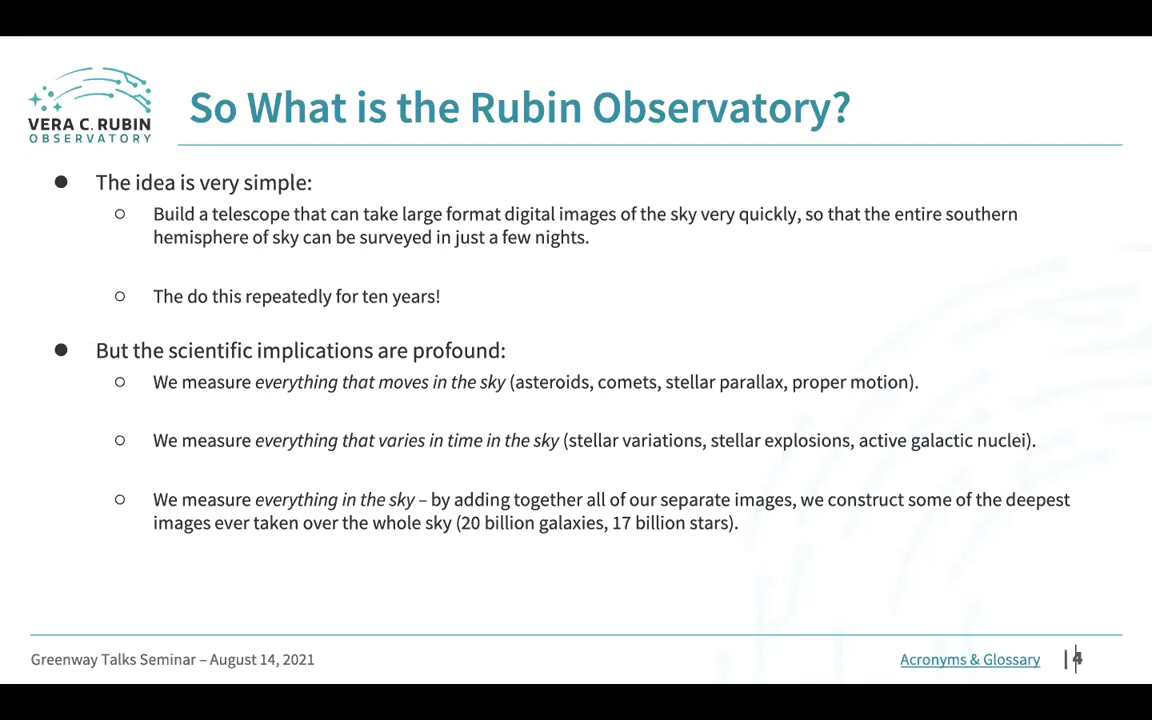 VERA C. RUBIN
OBSERVATORY
So What is the Rubin Observatory?
● The idea is very simple:
○ Build a telescope that can take large format digital images of the sky very quickly, so that the entire southern
hemisphere of sky can be surveyed in just a few nights.
○ The do this repeatedly for ten years!
● But the scientific implications are profound:
○ We measure everything that moves in the sky (asteroids, comets, stellar parallax, proper motion).
○ We measure everything that varies in time in the sky (stellar variations, stellar explosions, active galactic nuclei).
○ We measure everything in the sky – by adding together all of our separate images, we construct some of the deepest
images ever taken over the whole sky (20 billion galaxies, 17 billion stars).
Greenway Talks Seminar – August 14, 2021
Acronyms & Glossary